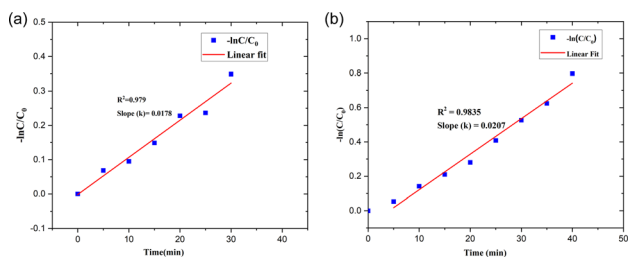 (a)
0.5
0.4
0.3
0.2
0.1
0.0
-0.1
-lnC/C₀
-lnC/C₀
Linear fit
R²=0.979
Slope (k)= 0.0178
0
10
20
30
40
Time(min)
(b)
1.0
0.8
0.6
0.4
0.2
0.0
-ln(C/C₀)
-ln(C/C₀)
Linear Fit
R² = 0.9835
Slope (k) = 0.0207
0
10
20
30
40
50
Time (min)